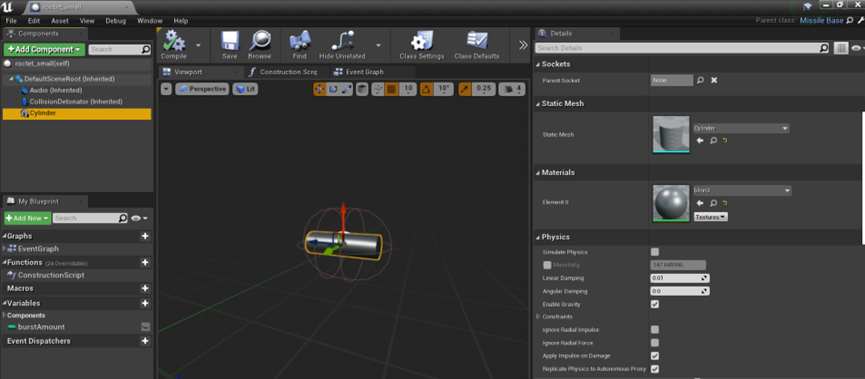 roctet_small
Parent class: Missile Base
File Edit Asset View Debug Window Help
Components
+ Add Component
Search
roctet_small(self)
DefaultSceneRoot (Inherited)
Audio (Inherited)
CollisionDetonator (Inherited)
Cylinder
My Blueprint
+ Add New
Search
Graphs
EventGraph
Functions (24 Overridable)
ConstructionScript
Macros
Variables
Components
burstAmount
Event Dispatchers
Compile
Save
Browse
Find
Hide Unrelated
Class Settings
Class Defaults
Viewport
Construction Scrip
Event Graph
Perspective
Lit
10
10°
0.25
4
Details
Search Details
Sockets
Parent Socket
None
Static Mesh
Static Mesh
Cylinder
Materials
Element 0
Textures
Physics
Simulate Physics
MassInKg
Linear Damping
0.01
Angular Damping
0.0
Enable Gravity
Constraints
Ignore Radial Impulse
Ignore Radial Force
Apply Impulse on Damage
Replicate Physics to Autonomous Proxy